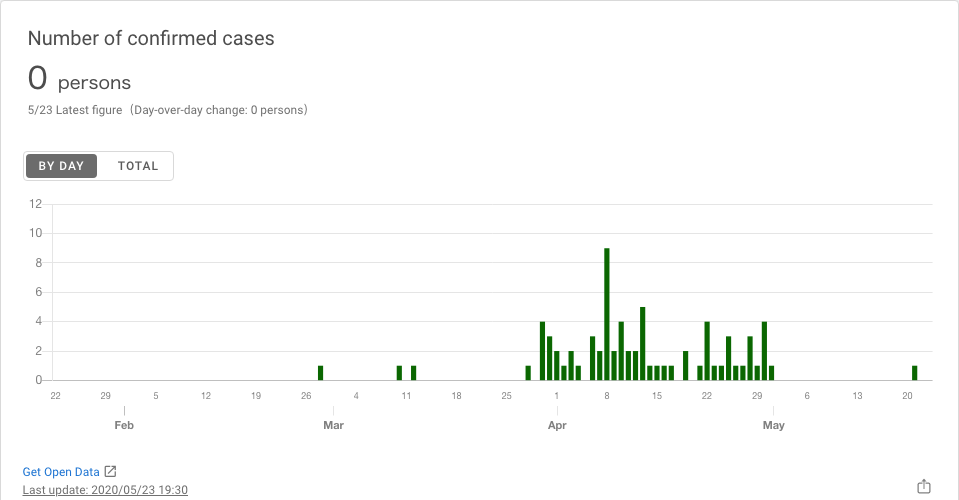 Number of confirmed cases
0 persons
5/23 Latest figure（Day-over-day change: 0 persons）
BY DAY TOTAL
12
10
8
6
4
2
0
22 29 5 12 19 26 4 11 18 25 1 8 15 22 29 6 13 20
Feb Mar Apr May
Get Open Data
Last update: 2020/05/23 19:30